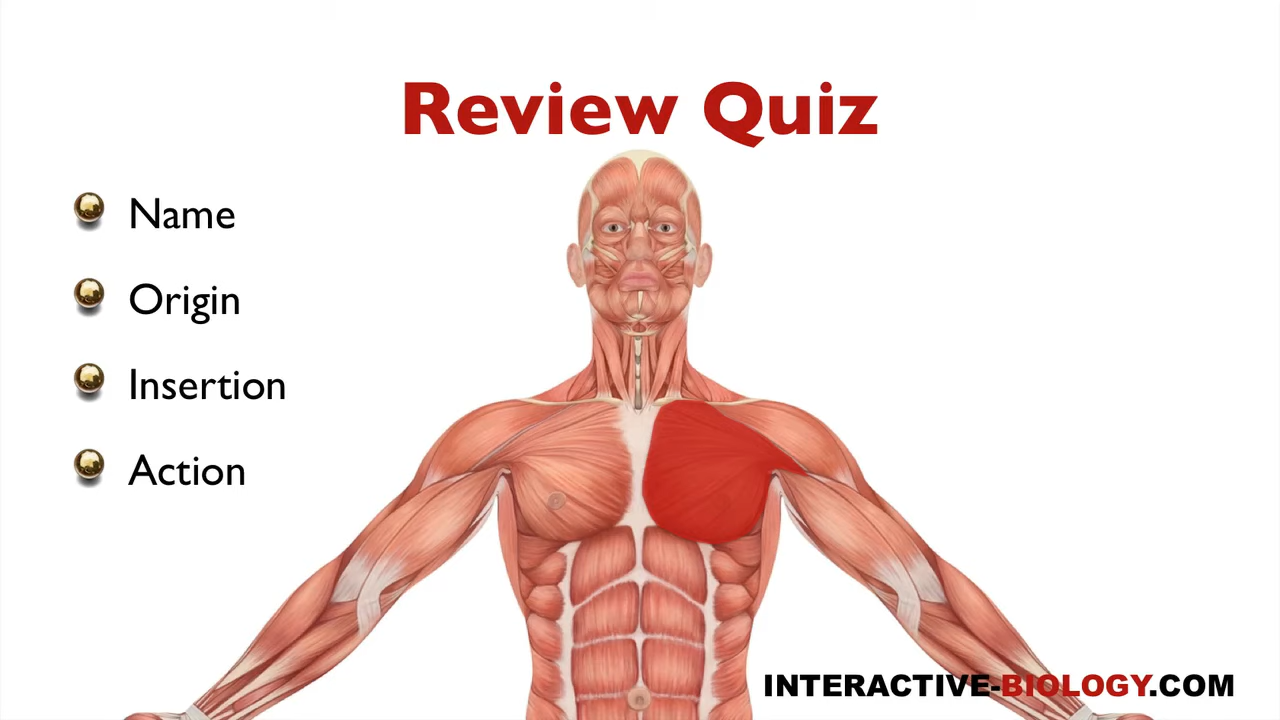 Review Quiz
Name
Origin
Insertion
Action
INTERACTIVE-BIOLOGY.COM